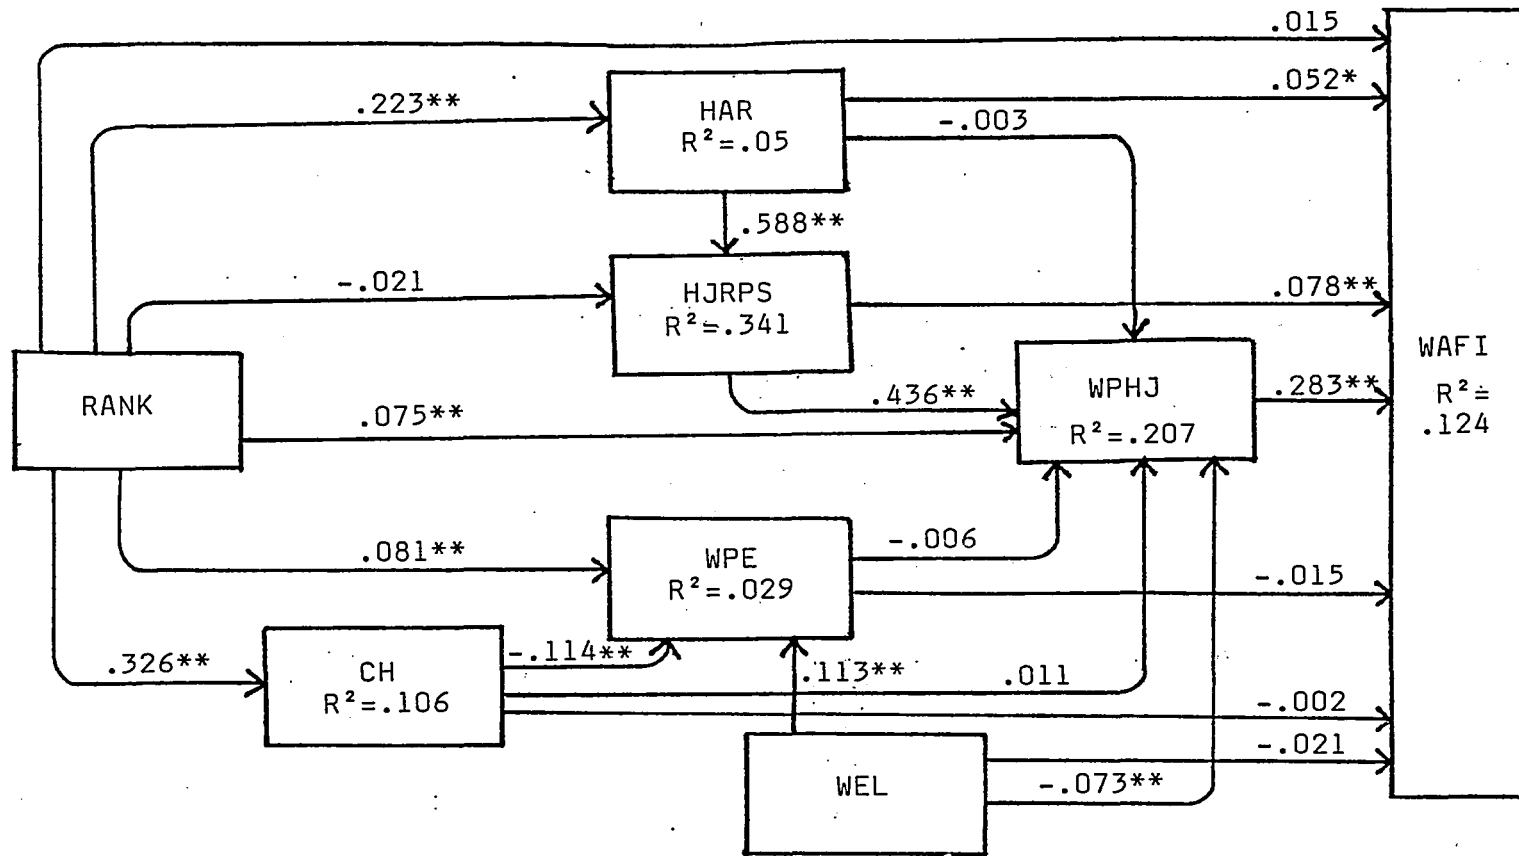 .015
.052*
.223**
HAR
R²=.05
-.003
.588**
-.021
HJRPS
R²=.341
.078**
WPHJ
R²=.207
.283**
WAFI
R²=
.124
RANK
.436**
.075**
.081**
WPE
R²=.029
-.006
-.015
.326**
CH
R²=.106
-.114**
.113**
.011
-.002
-.021
WEL
-.073**